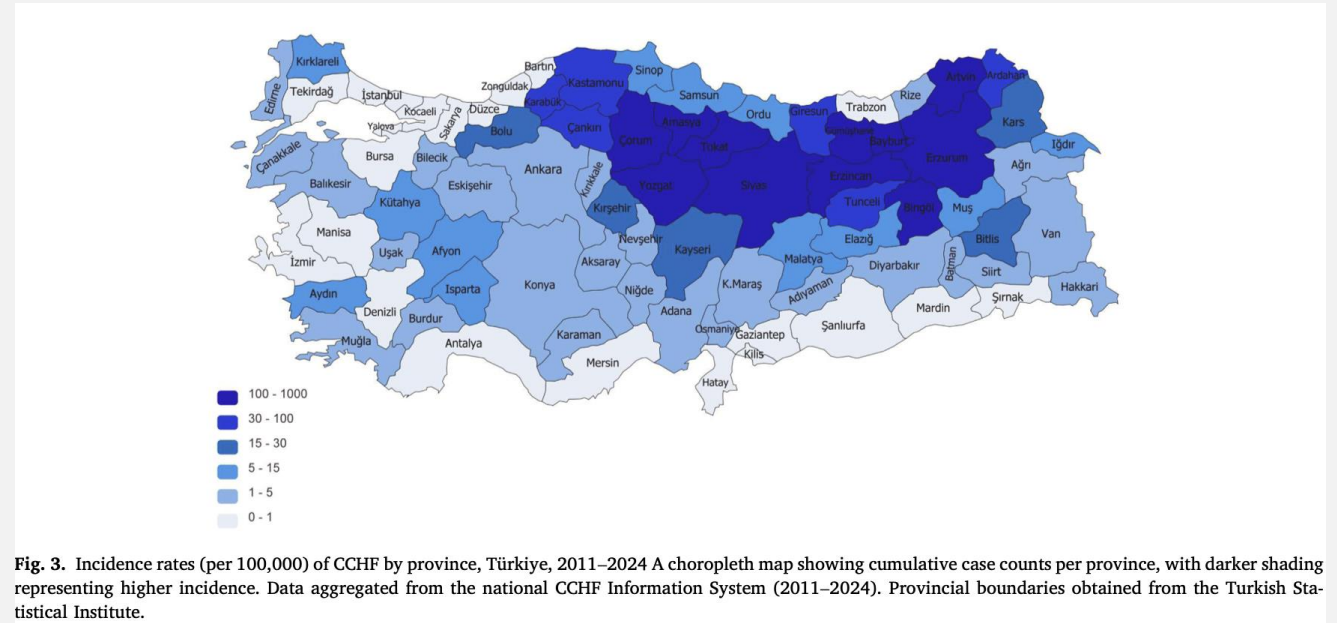 Kırklareli
Edirne
Tekirdağ
İstanbul
Kocaeli
Yalova
Sakarya
Düzce
Zonguldak
Bartın
Karabük
Kastamonu
Sinop
Samsun
Ordu
Giresun
Trabzon
Rize
Artvin
Ardahan
Kars
Iğdır
Ağrı
Çanakkale
Balıkesir
Bursa
Bilecik
Bolu
Çankırı
Çorum
Amasya
Tokat
Gümüşhane
Bayburt
Erzurum
Erzincan
Kütahya
Eskişehir
Ankara
Kırıkkale
Kırşehir
Yozgat
Sivas
Tunceli
Bingöl
Muş
Bitlis
Van
Manisa
İzmir
Uşak
Afyon
Aksaray
Nevşehir
Kayseri
Malatya
Elazığ
Diyarbakır
Batman
Siirt
Hakkari
Aydın
Denizli
Isparta
Burdur
Konya
Niğde
Adana
K.Maraş
Adıyaman
Osmaniye
Gaziantep
Şanlıurfa
Mardin
Şırnak
Muğla
Antalya
Karaman
Mersin
Kilis
Hatay
100 - 1000
30 - 100
15 - 30
5 - 15
1 - 5
0 - 1
Fig. 3. Incidence rates (per 100,000) of CCHF by province, Türkiye, 2011–2024 A choropleth map showing cumulative case counts per province, with darker shading
representing higher incidence. Data aggregated from the national CCHF Information System (2011–2024). Provincial boundaries obtained from the Turkish Sta-
tistical Institute.